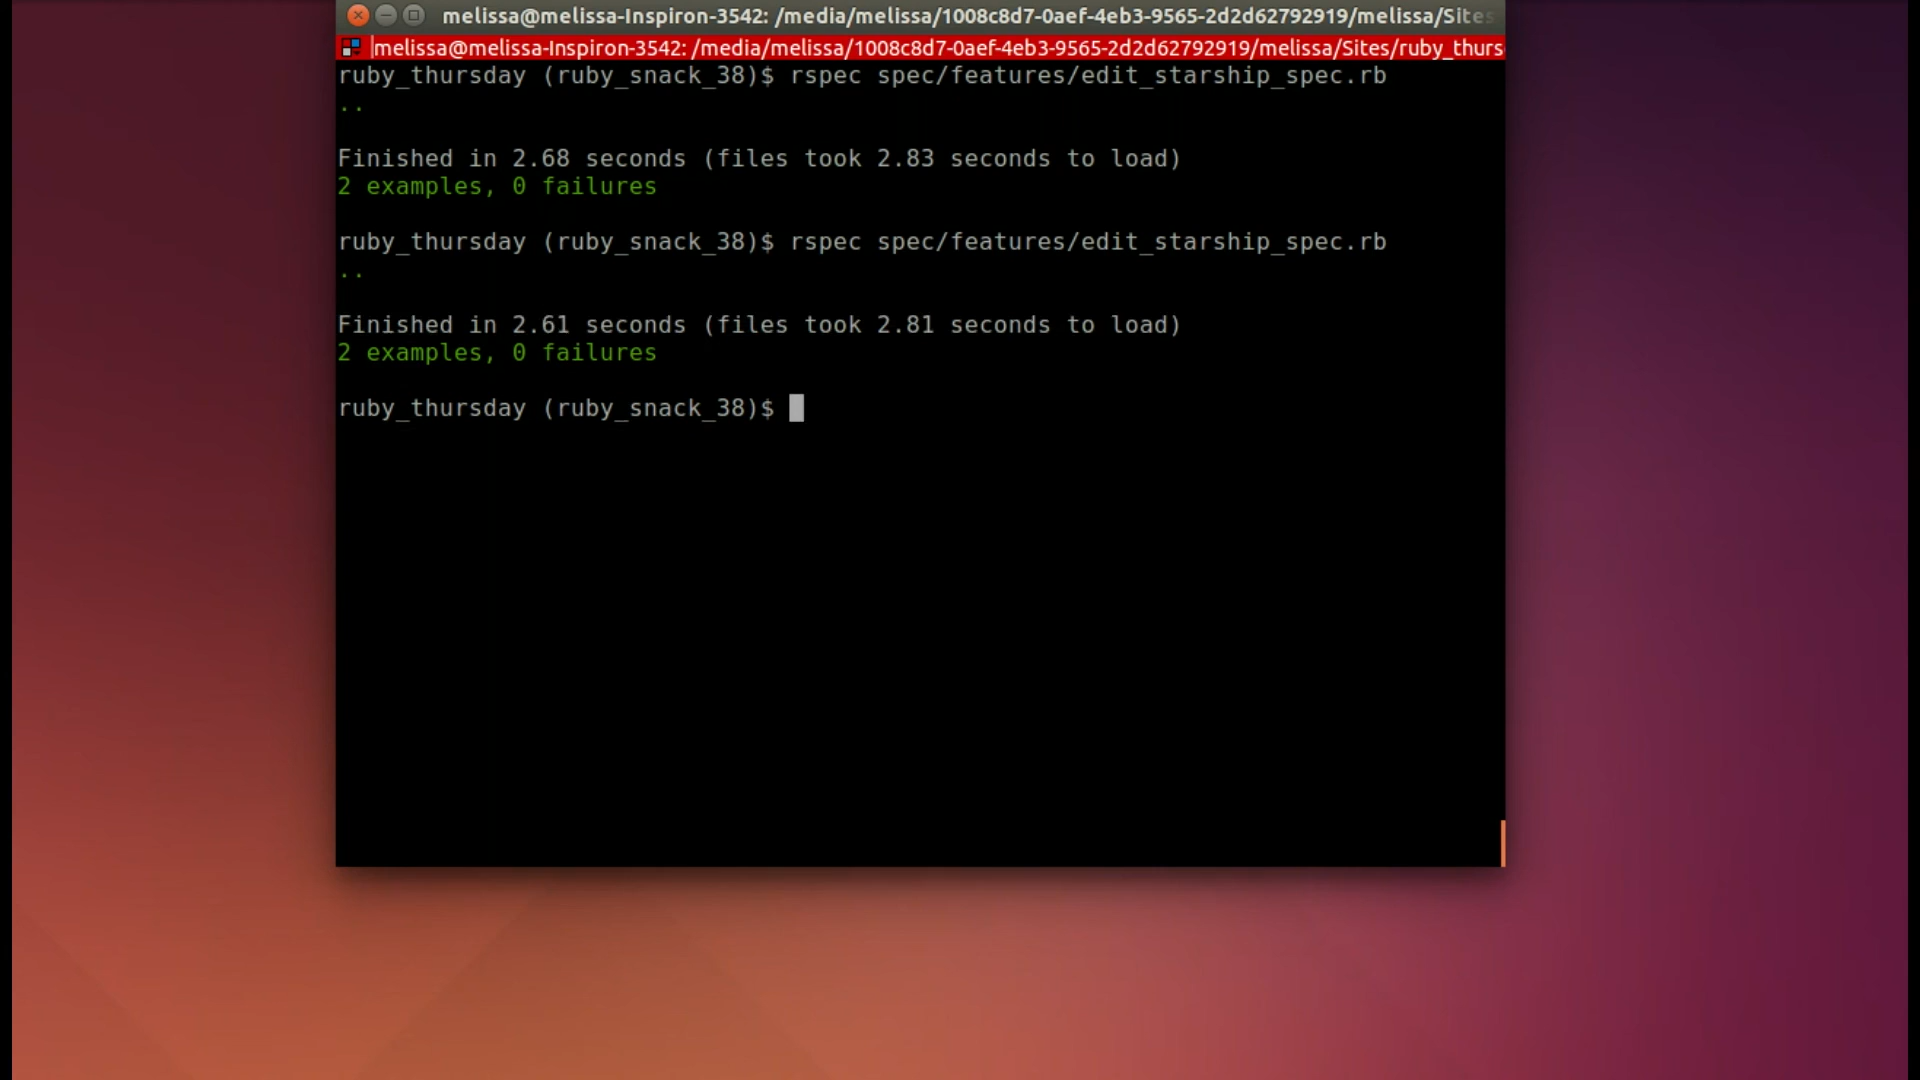 melissa@melissa-Inspiron-3542: /media/melissa/1008c8d7-0aef-4eb3-9565-2d2d62792919/melissa/Sites
melissa@melissa-Inspiron-3542: /media/melissa/1008c8d7-0aef-4eb3-9565-2d2d62792919/melissa/Sites/ruby_thurs
ruby_thursday (ruby_snack_38)$ rspec spec/features/edit_starship_spec.rb
..
Finished in 2.68 seconds (files took 2.83 seconds to load)
2 examples, 0 failures
ruby_thursday (ruby_snack_38)$ rspec spec/features/edit_starship_spec.rb
..
Finished in 2.61 seconds (files took 2.81 seconds to load)
2 examples, 0 failures
ruby_thursday (ruby_snack_38)$